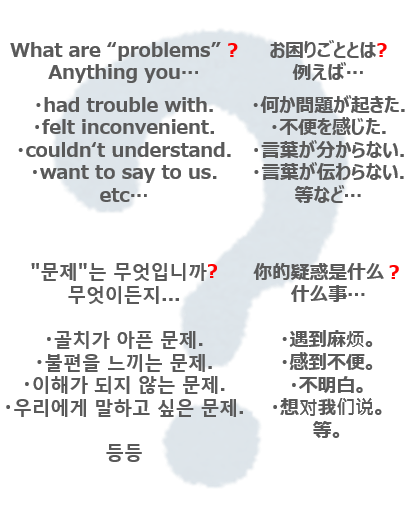 What are “problems” ?
Anything you…
・had trouble with.
・felt inconvenient.
・couldn‘t understand.
・want to say to us.
etc…
お困りごととは?
例えば…
・何か問題が起きた.
・不便を感じた.
・言葉が分からない.
・言葉が伝わらない.
等など…
"문제"는 무엇입니까?
무엇이든지...
・골치가 아픈 문제.
・불편을 느끼는 문제.
・이해가 되지 않는 문제.
・우리에게 말하고 싶은 문제.
등등
你的疑惑是什么 ?
什么事…
・遇到麻烦。
・感到不便。
・不明白。
・想对我们说。
等。